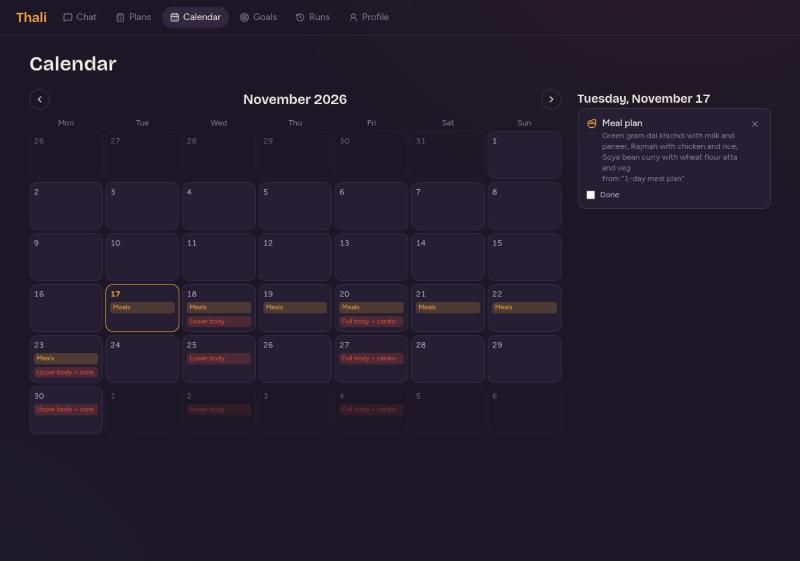 Thali
Chat
Plans
Calendar
Goals
Runs
Profile
Calendar
November 2026
Mon Tue Wed Thu Fri Sat Sun
26 27 28 29 30 31 1
2 3 4 5 6 7 8
9 10 11 12 13 14 15
16 17 18 19 20 21 22
Meals Meals Meals Meals Meals Meals
Lower body Full body + cardio
23 24 25 26 27 28 29
Meals Lower body Full body + cardio
Upper body + core
30 1 2 3 4 5 6
Upper body + core Lower body Full body + cardio
Tuesday, November 17
Meal plan
Green gram dal khichdi with milk and
paneer, Rajmah with chicken and rice,
Soya bean curry with wheat flour atta
and veg
from "1-day meal plan"
Done